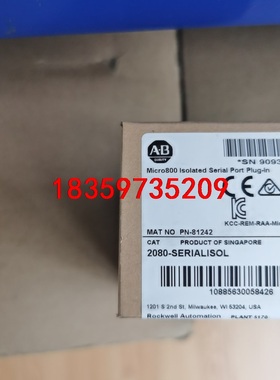 A-B
QUALITY
*SN 9093
Micro800 Isolated Serial Port Plug-in
18359735209
KCC-REM-RAA-Mi
MAT NO PN-81242
CAT PRODUCT OF SINGAPORE
2080-SERIALISOL
10885630058426
1201 S 2nd St, Milwaukee, WI 53204, USA
Rockwell Automation